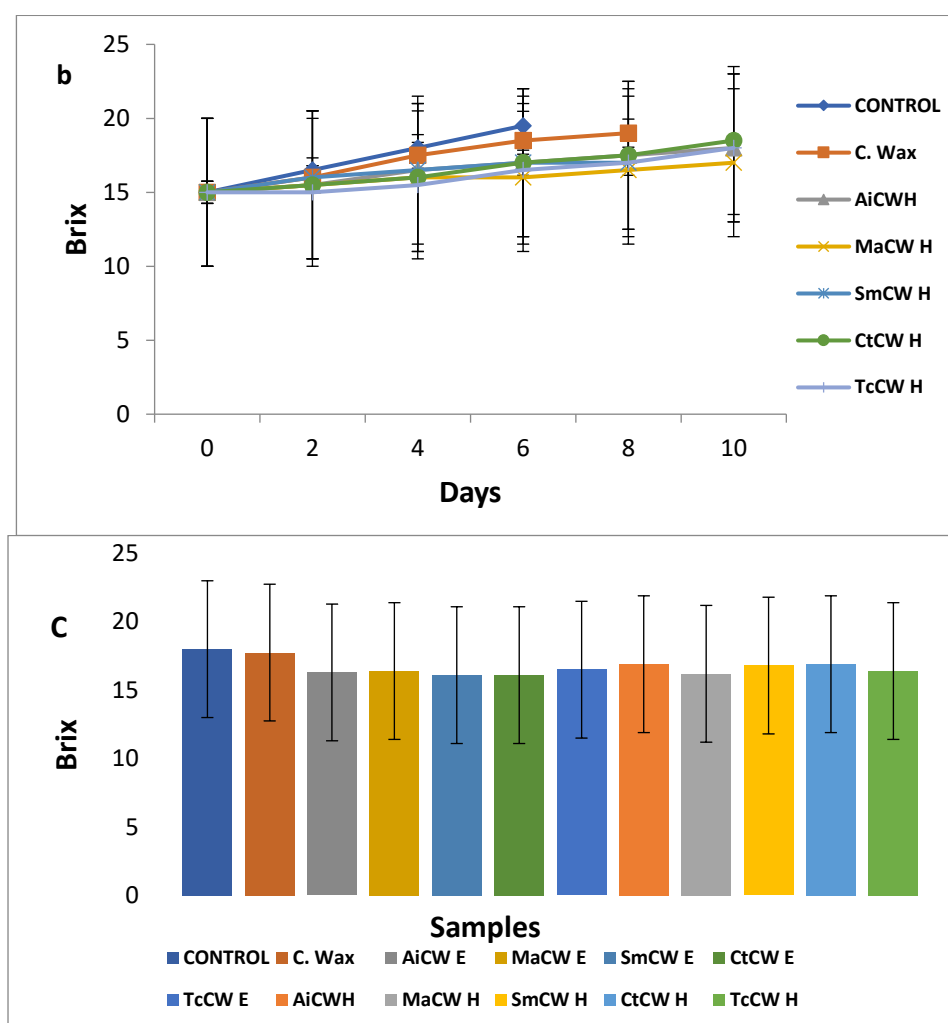 b
25
20
15
10
5
0
Brix
0 2 4 6 8 10
Days
CONTROL
C. Wax
AiCWH
MaCW H
SmCW H
CtCW H
TcCW H
C
25
20
15
10
5
0
Brix
Samples
CONTROL C. Wax AiCW E MaCW E SmCW E CtCW E
TcCW E AiCWH MaCW H SmCW H CtCW H TcCW H